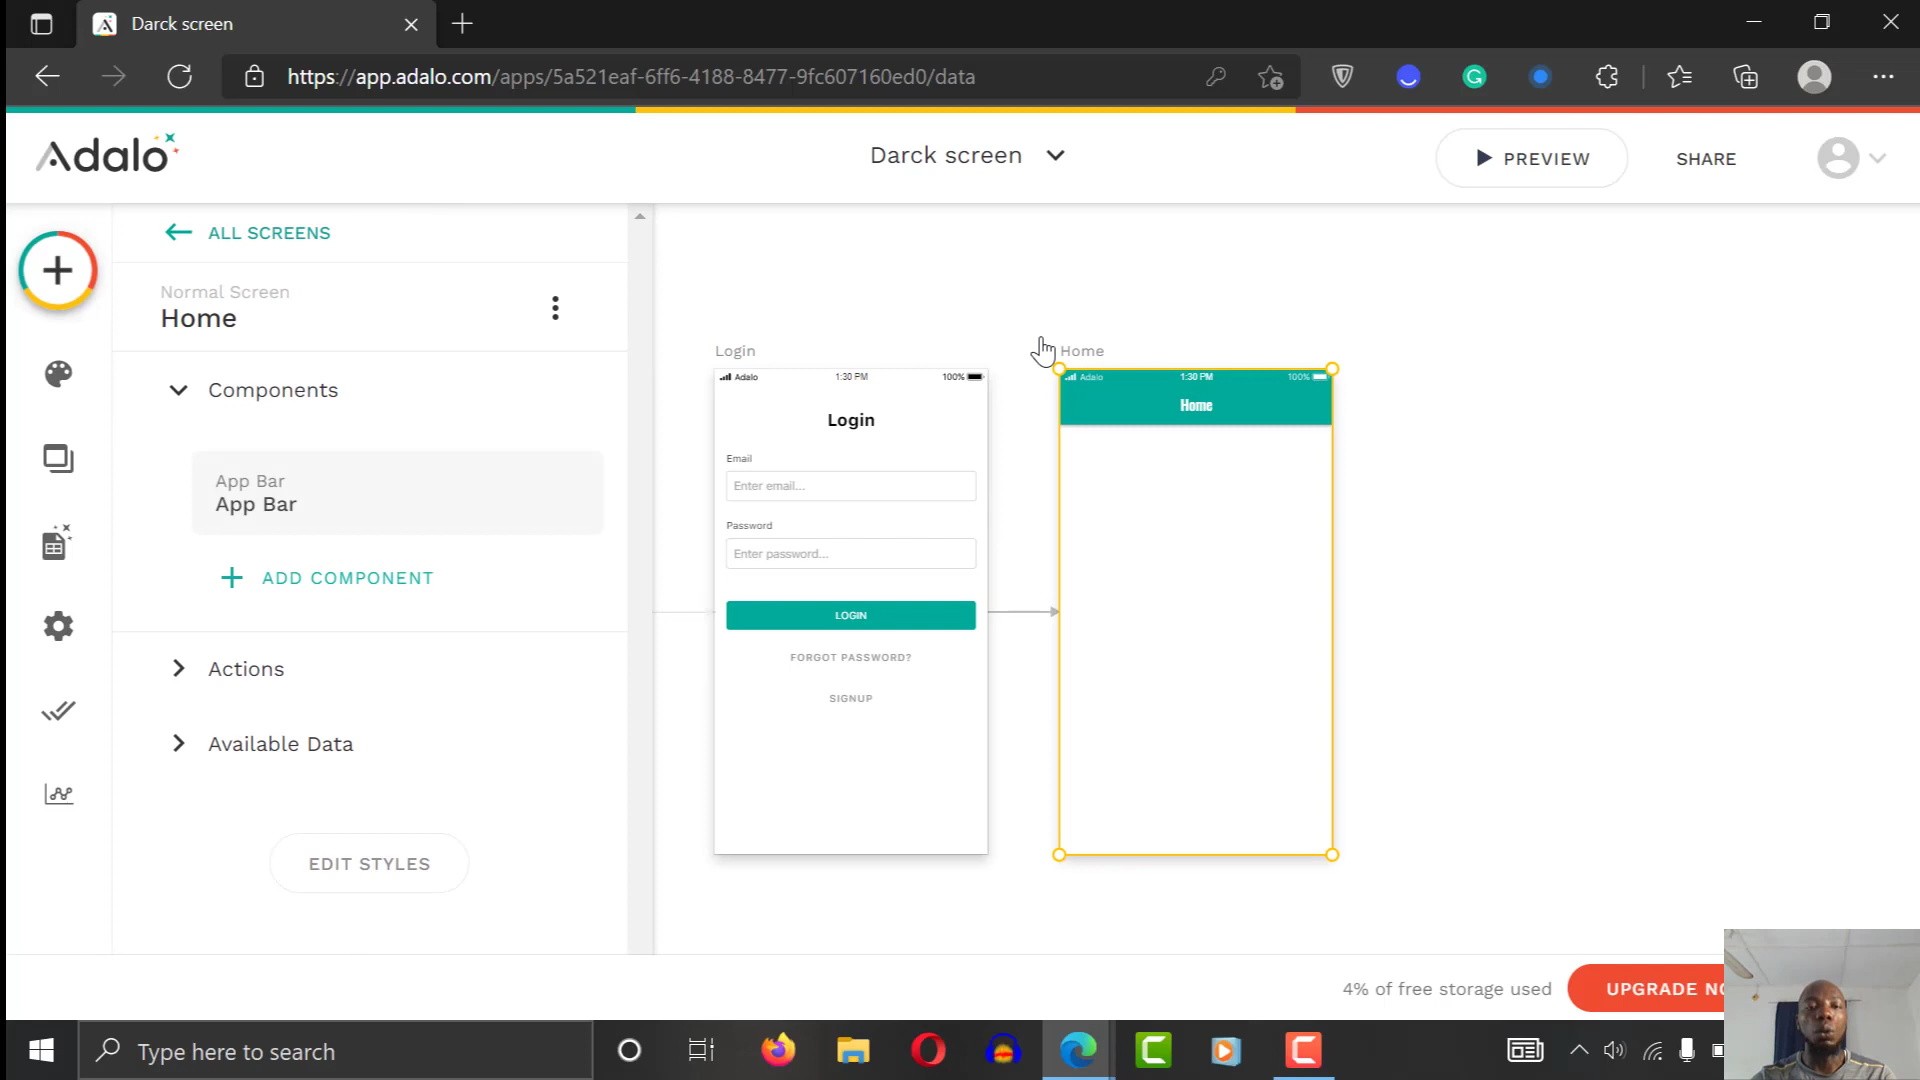 Darck screen
https://app.adalo.com/apps/5a521eaf-6ff6-4188-8477-9fc607160ed0/data
Adalo
Darck screen
PREVIEW
SHARE
ALL SCREENS
Normal Screen
Home
Components
App Bar
App Bar
ADD COMPONENT
Actions
Available Data
EDIT STYLES
Login
Adalo
1:30 PM
100%
Login
Email
Enter email...
Password
Enter password...
LOGIN
FORGOT PASSWORD?
SIGNUP
Home
Adalo
1:30 PM
100%
Home
4% of free storage used
UPGRADE
Type here to search